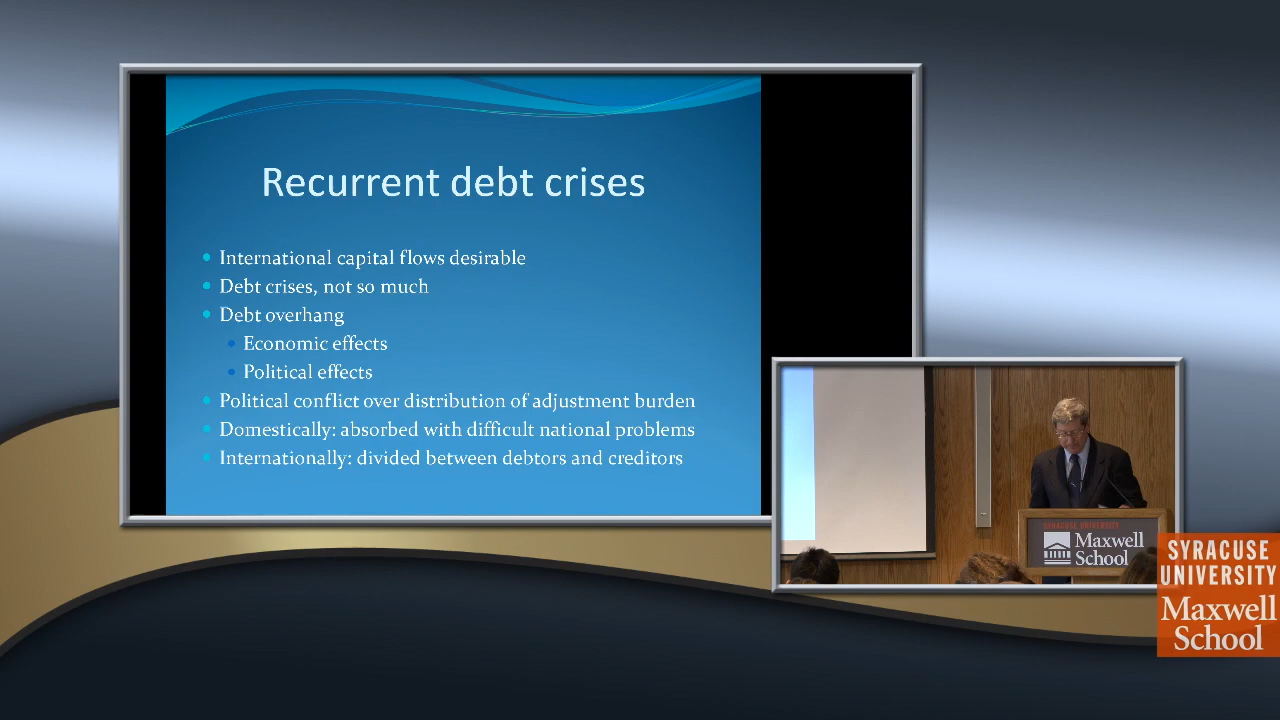 Recurrent debt crises
International capital flows desirable
Debt crises, not so much
Debt overhang
Economic effects
Political effects
Political conflict over distribution of adjustment burden
Domestically: absorbed with difficult national problems
Internationally: divided between debtors and creditors
SYRACUSE UNIVERSITY
Maxwell
School
SYRACUSE
UNIVERSITY
Maxwell
School